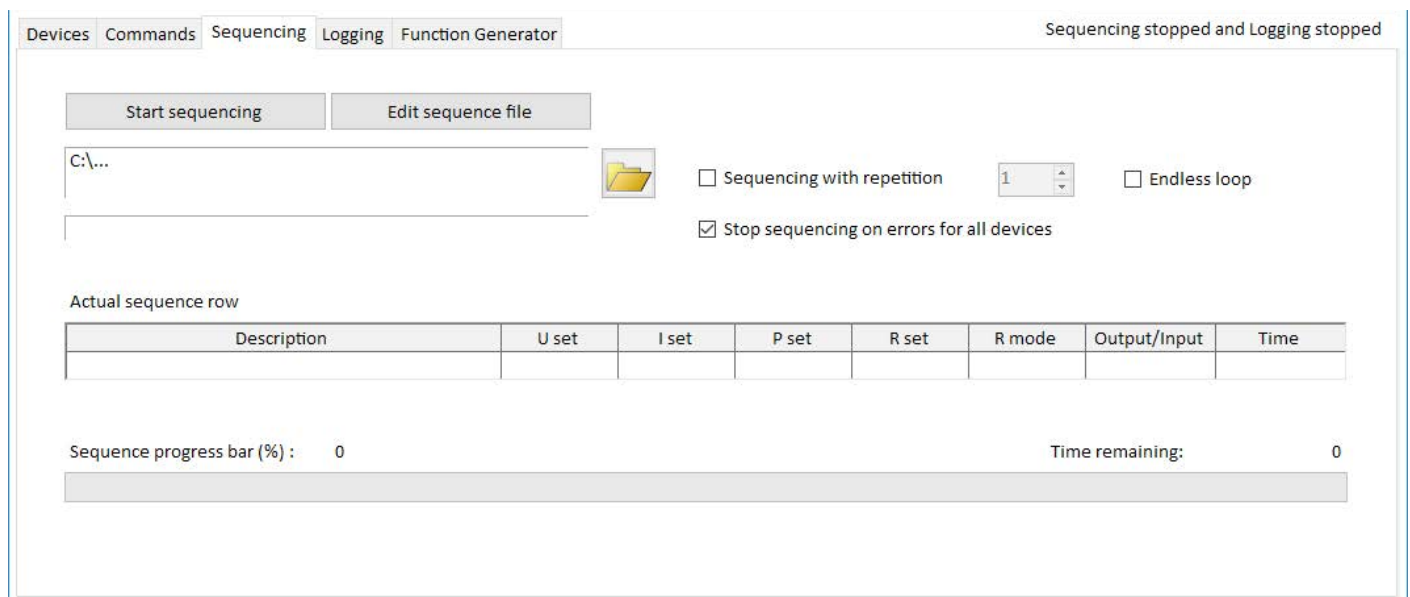 Devices Commands Sequencing Logging Function Generator Sequencing stopped and Logging stopped
Start sequencing Edit sequence file
C:\...
Sequencing with repetition 1 Endless loop
Stop sequencing on errors for all devices
Actual sequence row
Description U set I set P set R set R mode Output/Input Time
Sequence progress bar (%) : 0 Time remaining: 0